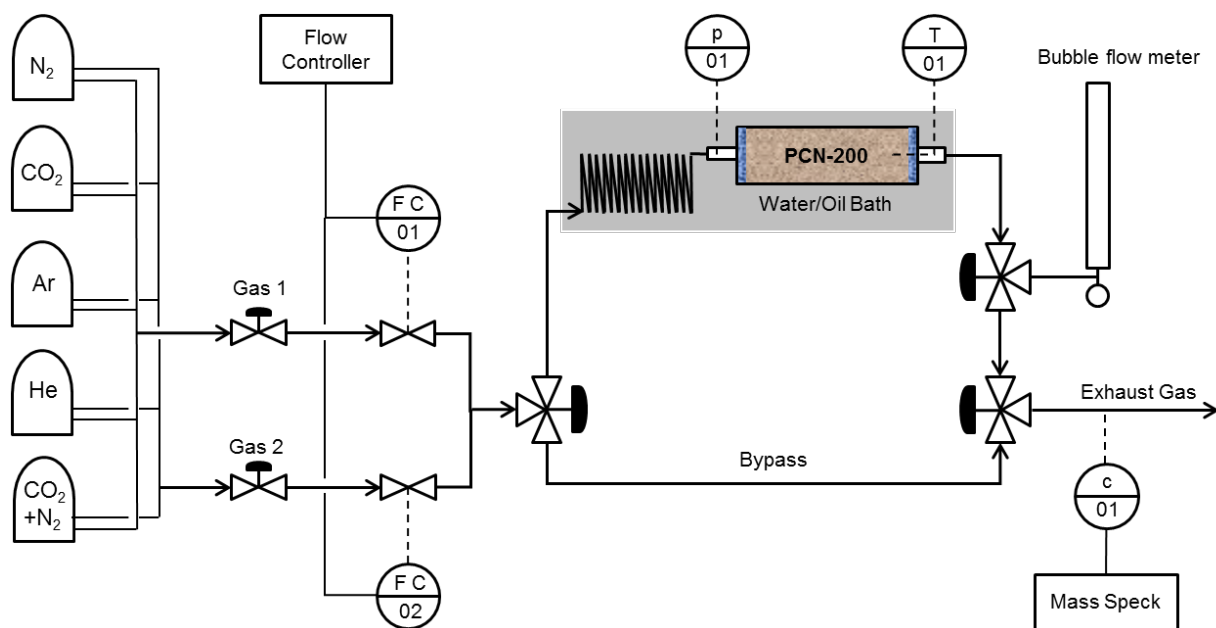 N₂
CO₂
Ar
He
CO₂
+N₂
Flow
Controller
Gas 1
Gas 2
F C
01
F C
02
p
01
T
01
PCN-200
Water/Oil Bath
Bubble flow meter
Bypass
Exhaust Gas
c
01
Mass Speck